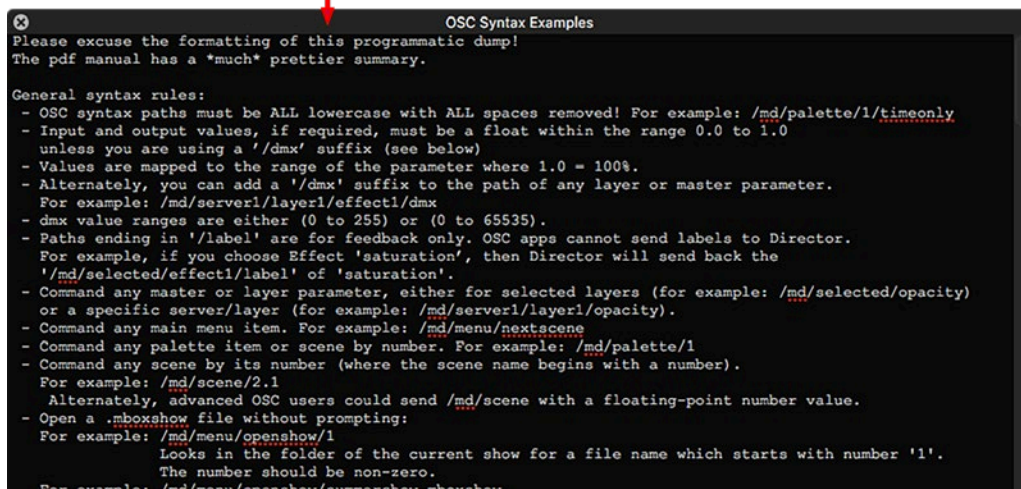 OSC Syntax Examples
Please excuse the formatting of this programmatic dump!
The pdf manual has a *much* prettier summary.
General syntax rules:
- OSC syntax paths must be ALL lowercase with ALL spaces removed! For example: /md/palette/1/timeonly
- Input and output values, if required, must be a float within the range 0.0 to 1.0
unless you are using a '/dmx' suffix (see below)
- Values are mapped to the range of the parameter where 1.0 = 100%.
- Alternately, you can add a '/dmx' suffix to the path of any layer or master parameter.
For example: /md/server1/layer1/effect1/dmx
- dmx value ranges are either (0 to 255) or (0 to 65535).
- Paths ending in '/label' are for feedback only. OSC apps cannot send labels to Director.
For example, if you choose Effect 'saturation', then Director will send back the
'/md/selected/effect1/label' of 'saturation'.
- Command any master or layer parameter, either for selected layers (for example: /md/selected/opacity)
or a specific server/layer (for example: /md/server1/layer1/opacity).
- Command any main menu item. For example: /md/menu/nextscene
- Command any palette item or scene by number. For example: /md/palette/1
- Command any scene by its number (where the scene name begins with a number).
For example: /md/scene/2.1
Alternately, advanced OSC users could send /md/scene with a floating-point number value.
- Open a .mboxshow file without prompting:
For example: /md/menu/openshow/1
Looks in the folder of the current show for a file name which starts with number '1'.
The number should be non-zero.